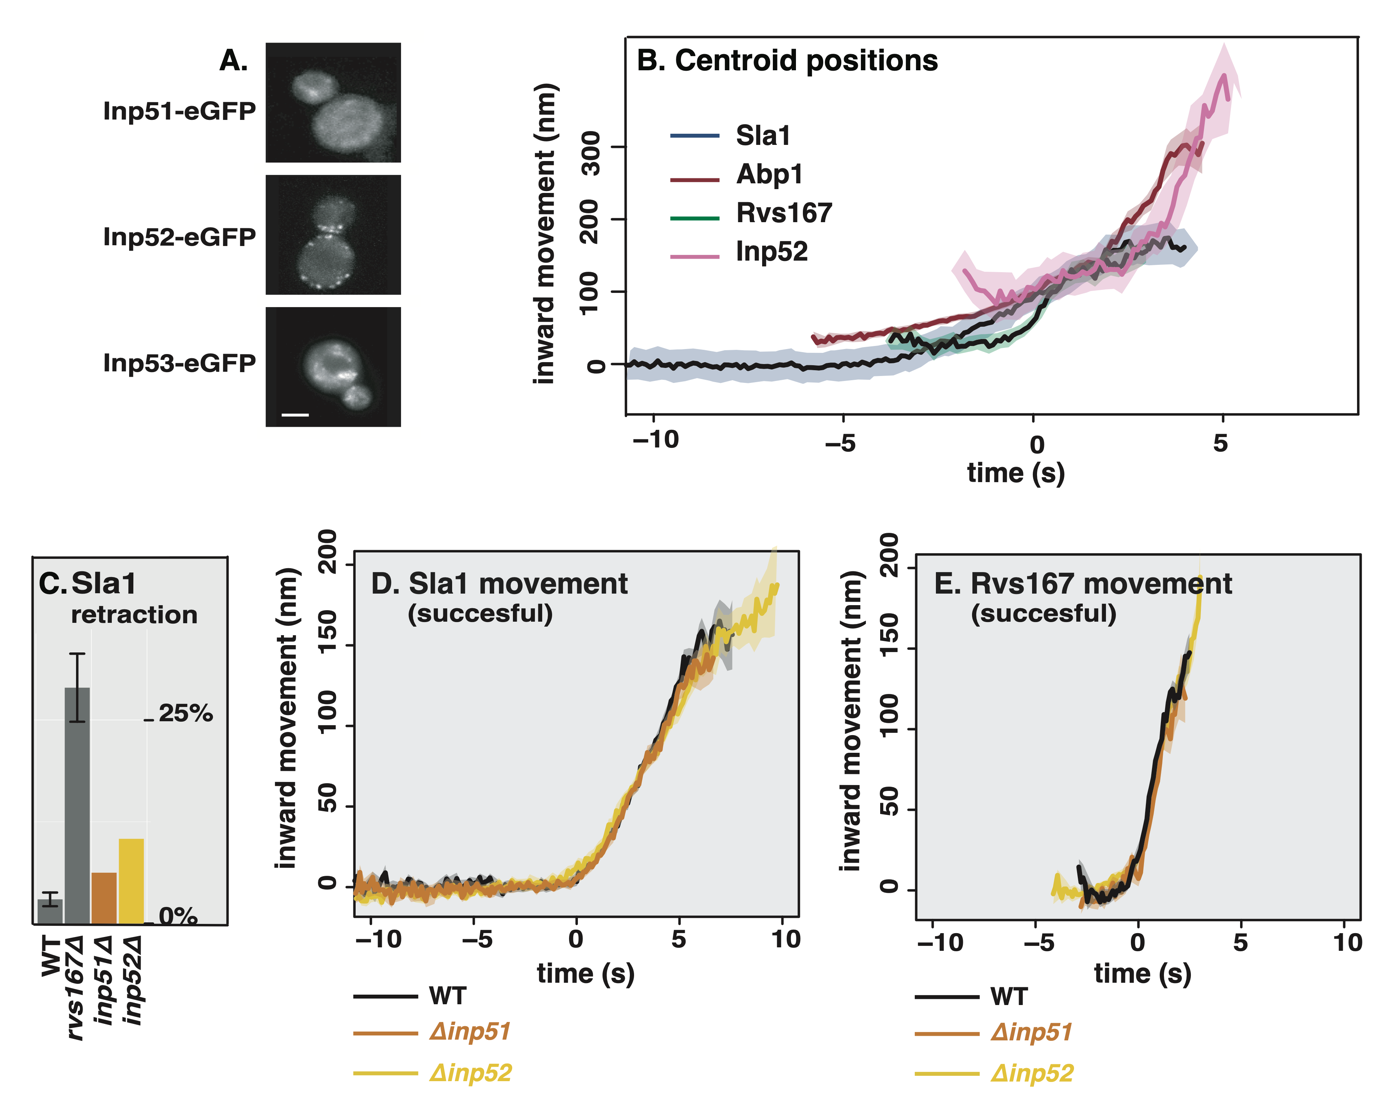 A.
Inp51-eGFP
Inp52-eGFP
Inp53-eGFP
B. Centroid positions
inward movement (nm)
300
200
100
0
Sla1
Abp1
Rvs167
Inp52
–10
–5
0
5
time (s)
C. Sla1
retraction
25%
0%
WT
rvs167Δ
inp51Δ
inp52Δ
D. Sla1 movement
(succesful)
inward movement (nm)
200
150
100
50
0
–10
–5
0
5
10
time (s)
WT
Δinp51
Δinp52
E. Rvs167 movement
(succesful)
inward movement (nm)
200
150
100
50
0
–10
–5
0
5
10
time (s)
WT
Δinp51
Δinp52